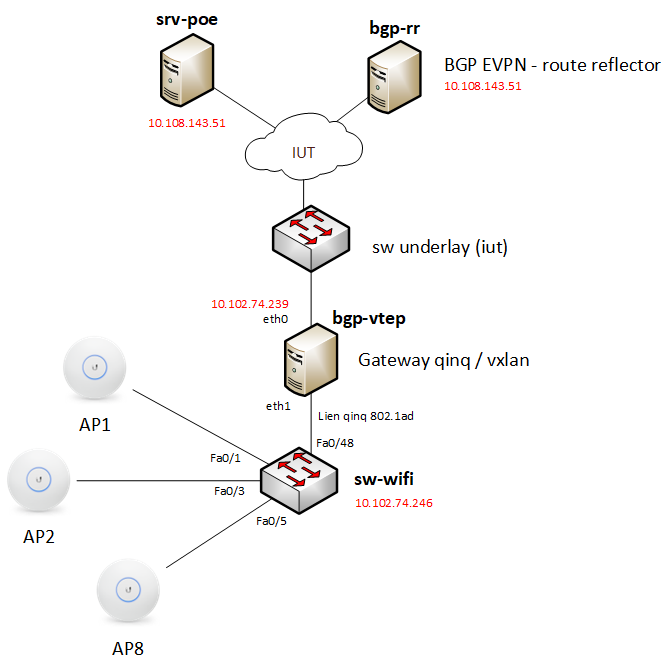 srv-poe
bgp-rr
BGP EVPN - route reflector
10.108.143.51
10.108.143.51
IUT
sw underlay (iut)
10.102.74.239
eth0
bgp-vtep
Gateway qinq / vxlan
eth1
Lien qinq 802.1ad
AP1
Fa0/48
Fa0/1
sw-wifi
Fa0/3
10.102.74.246
Fa0/5
AP2
AP8